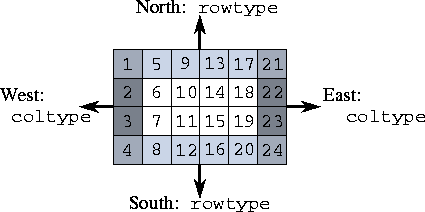 North: rowtype
1 5 9 13 17 21
West: 2 6 10 14 18 22 East:
coltype 3 7 11 15 19 23 coltype
4 8 12 16 20 24
South: rowtype